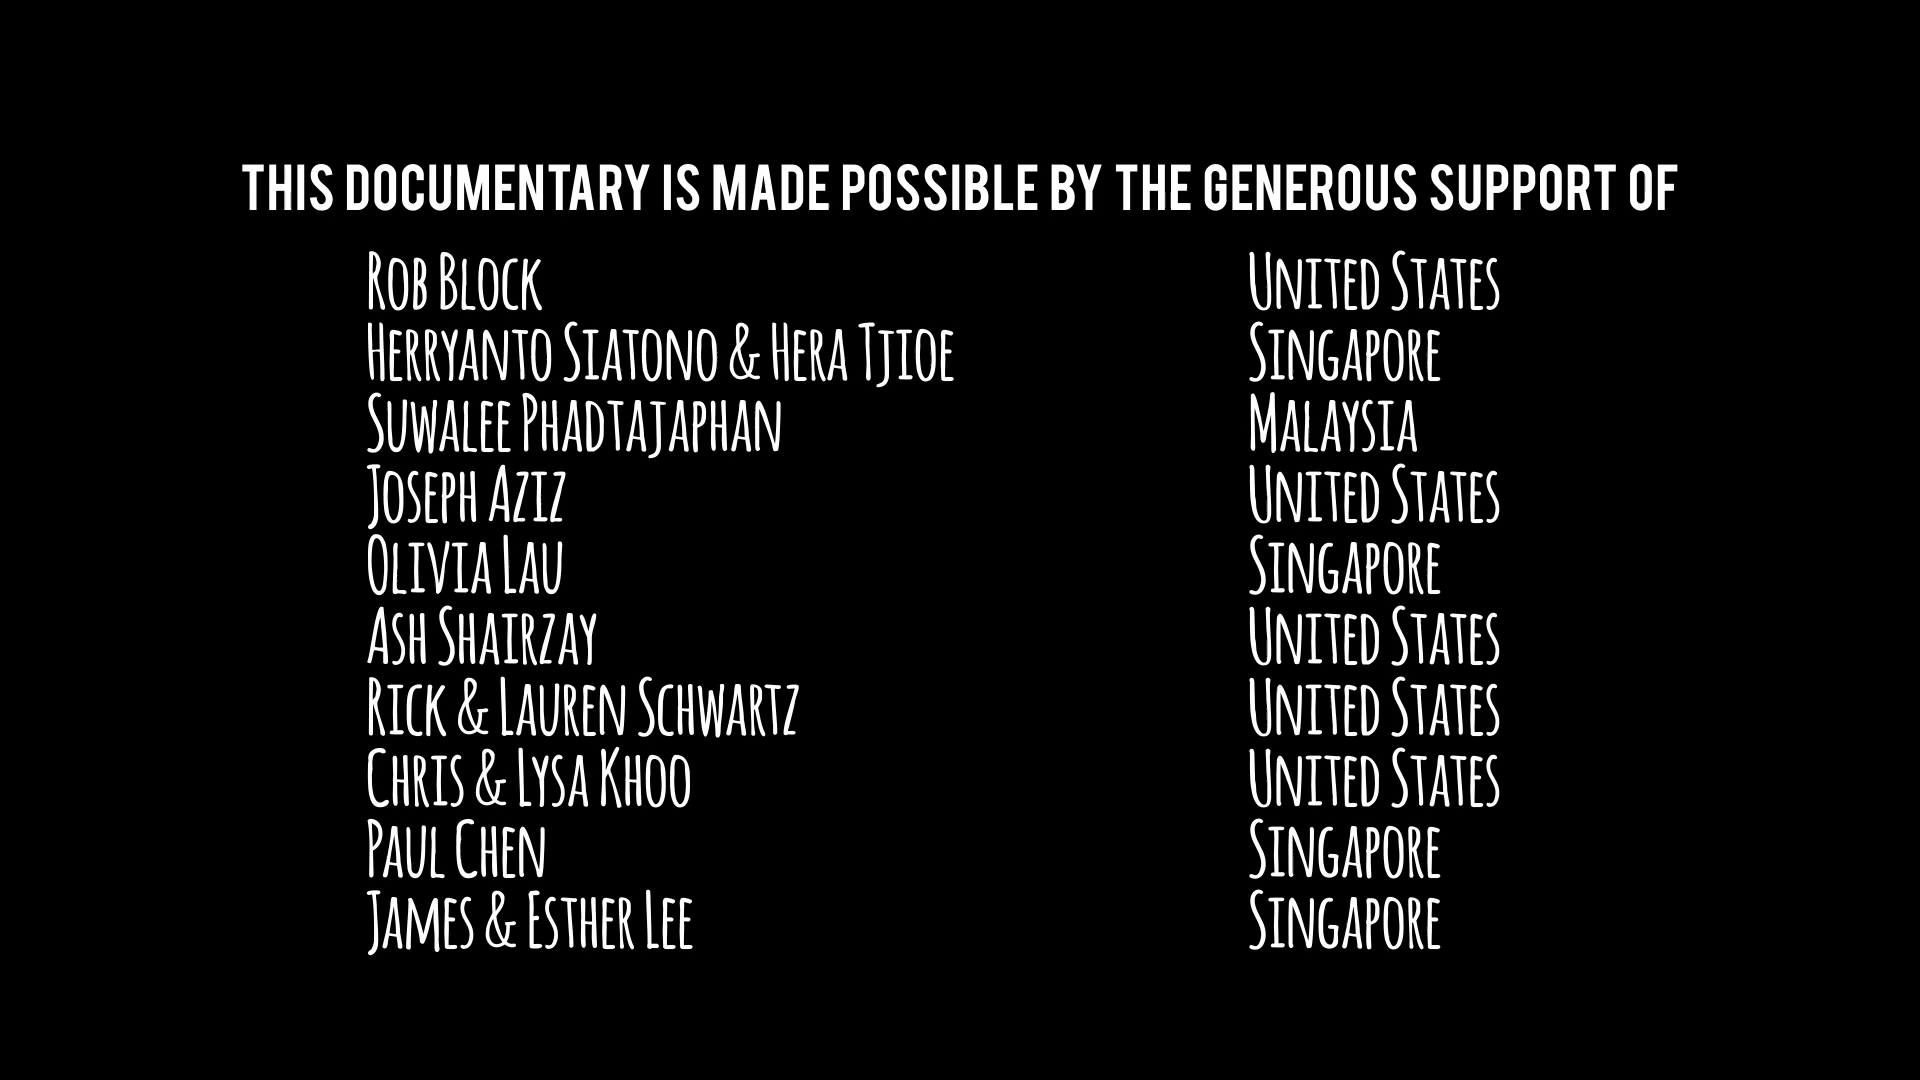 THIS DOCUMENTARY IS MADE POSSIBLE BY THE GENEROUS SUPPORT OF
Rob Block United States
Herryanto Siatono & Hera Tjioe Singapore
Suwalee Phadtajaphan Malaysia
Joseph Aziz United States
Olivia Lau Singapore
Ash Shairzay United States
Rick & Lauren Schwartz United States
Chris & Lysa Khoo United States
Paul Chen Singapore
James & Esther Lee Singapore